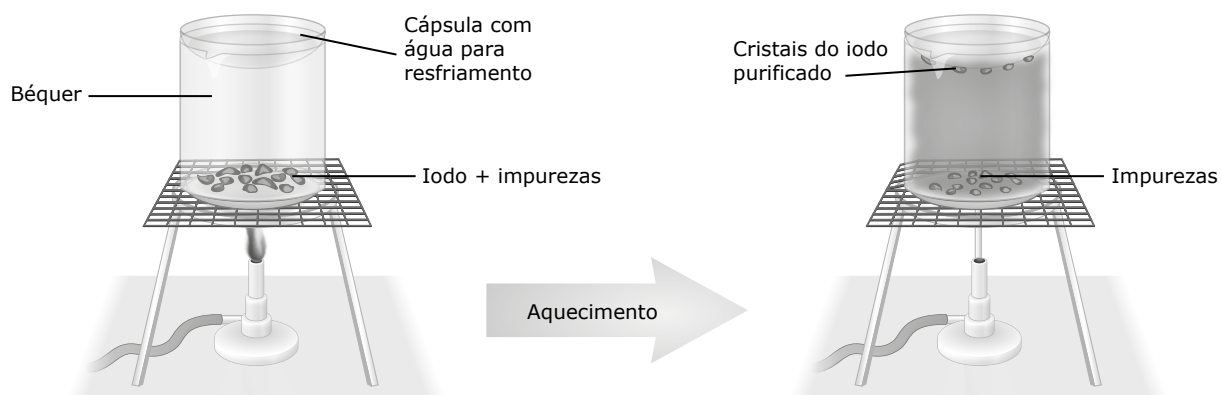 Cápsula com
água para
resfriamento
Béquer
Iodo + impurezas
Aquecimento
Cristais do iodo
purificado
Impurezas